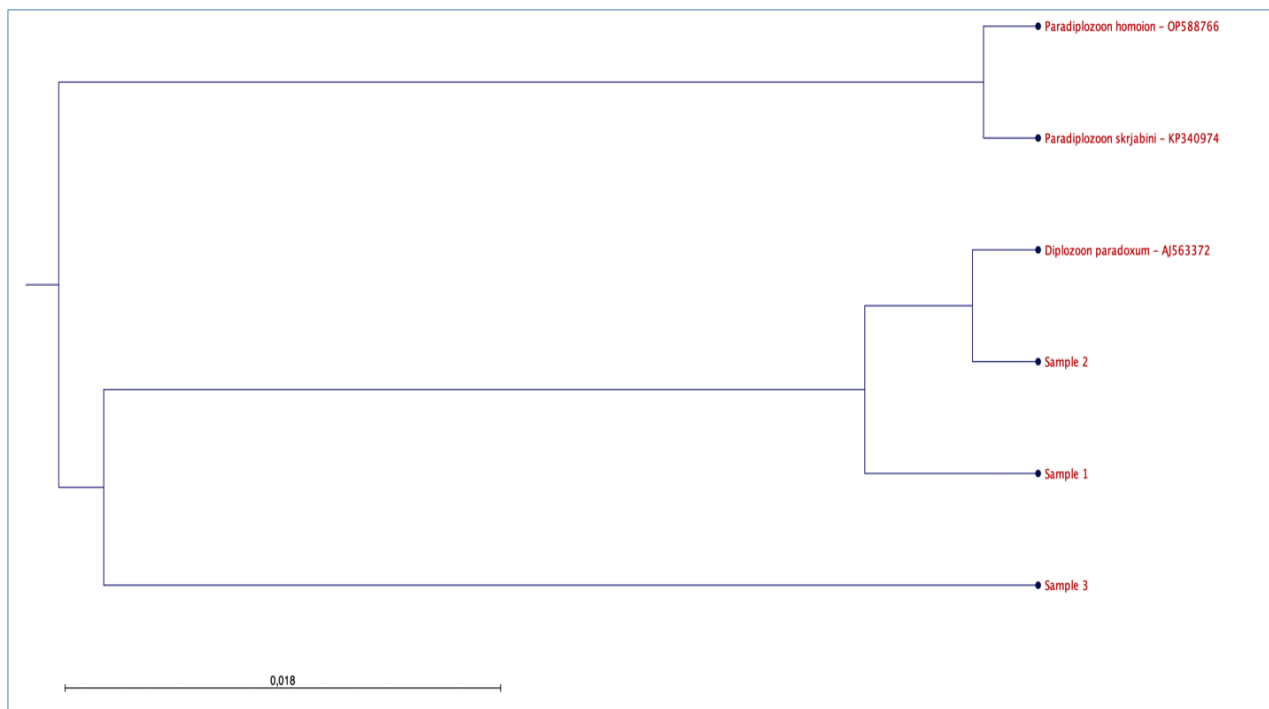 Paradiplozoon homoion – OP588766
Paradiplozoon skrjabini – KP340974
Diplozoon paradoxum – AJ563372
Sample 2
Sample 1
Sample 3
0,018